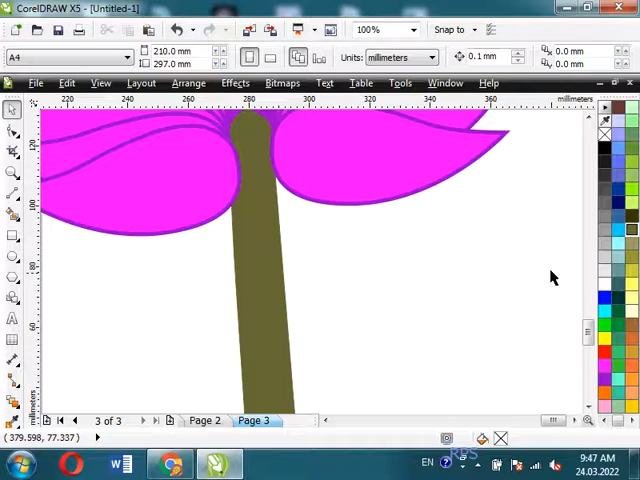 CorelDRAW X5 - [Untitled-1]
100%
Snap to
A4
210.0 mm
297.0 mm
Units: millimeters
0.1 mm
0.0 mm
0.0 mm
File Edit View Layout Arrange Effects Bitmaps Text Table Tools Window Help
220 240 260 280 300 320 340 360 millimeters
120
100
80
60
millimeters
3 of 3 Page 2 Page 3
(379.598, 77.337)
RPS
EN 9:47 AM
24.03.2022